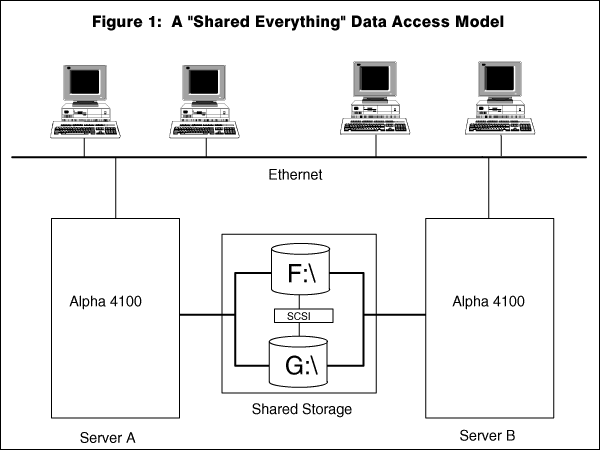 Figure 1:  A "Shared Everything" Data Access Model
Ethernet
Alpha 4100
F:\
SCSI
G:\
Alpha 4100
Shared Storage
Server A
Server B